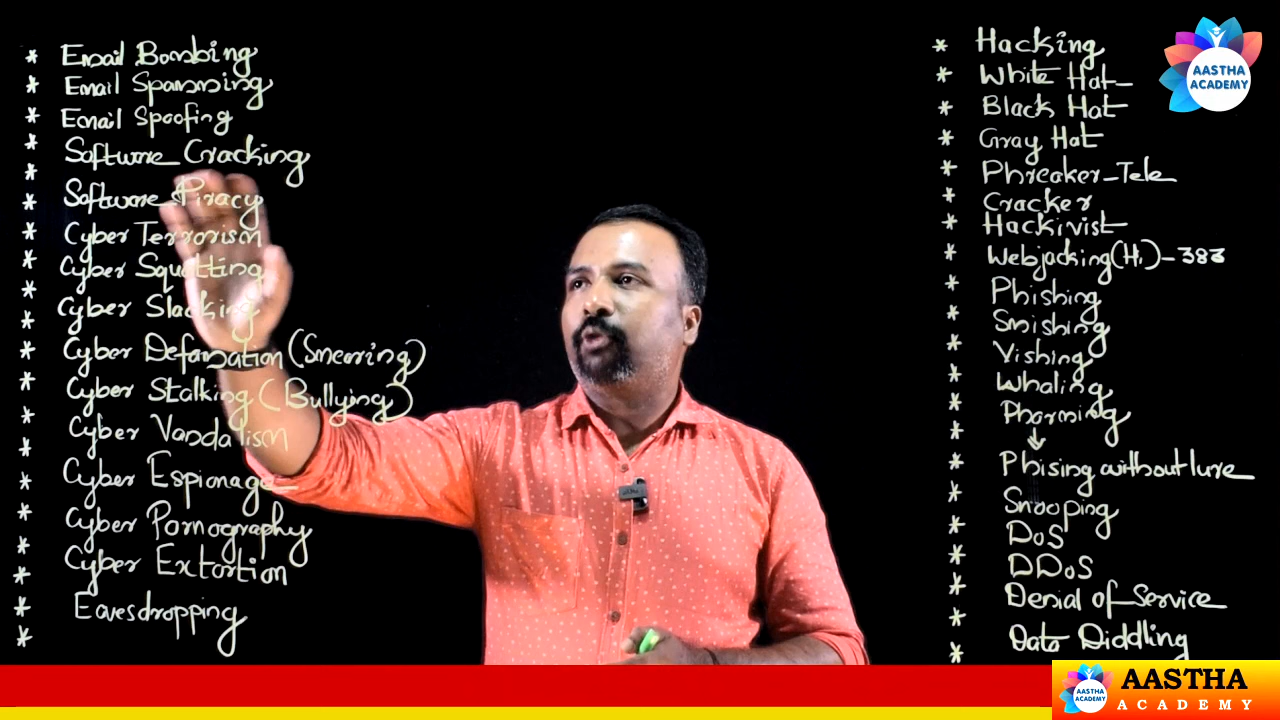 * Email Bombing
* Email Spamming
* Email Spoofing
* Software Cracking
*
* Software Piracy
* Cyber Terrorism
* Cyber Squatting
*
* Cyber Slacking
* Cyber Defamation (Smearing)
* Cyber Stalking (Bullying)
* Cyber Vandalism
*
* Cyber Espionage
* Cyber Pornography
*
* Cyber Extortion
* Eavesdropping
*
* Hacking
* White Hat
* Black Hat
* Gray Hat
* Phreaker-Tele
* Cracker
* Hackivist
* Webjacking (Hi)-383
* Phishing
* Smishing
* Vishing
* Whaling
* Pharming
* ↓
* Phising without lure
* Snooping
* DoS
* DDoS
* Denial of Service
*
* Data Diddling
AASTHA
ACADEMY
AASTHA
ACADEMY
AASTHA
ACADEMY